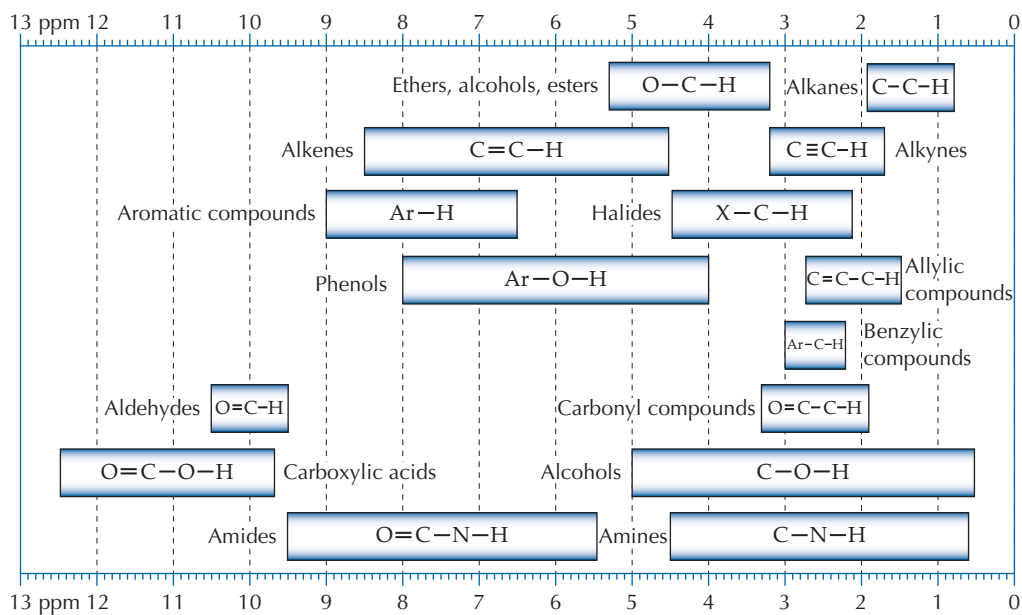 13 ppm 12 11 10 9 8 7 6 5 4 3 2 1 0
Ethers, alcohols, esters O–C–H Alkanes C–C–H
Alkenes C=C–H C≡C–H Alkynes
Aromatic compounds Ar–H Halides X–C–H
Phenols Ar–O–H C=C–C–H Allylic
compounds
Ar–C–H Benzylic
compounds
Aldehydes O=C–H Carbonyl compounds O=C–C–H
O=C–O–H Carboxylic acids Alcohols C–O–H
Amides O=C–N–H Amines C–N–H
13 ppm 12 11 10 9 8 7 6 5 4 3 2 1 0